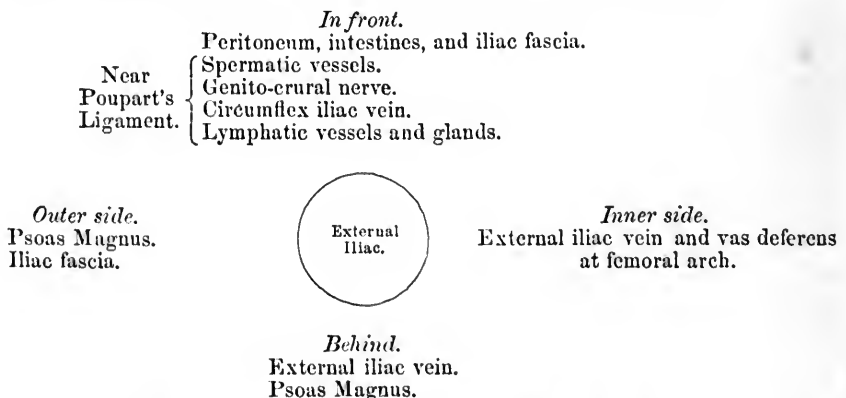 In front.
Peritoneum, intestines, and iliac fascia.
Near Poupart's Ligament.
Spermatic vessels.
Genito-crural nerve.
Circumflex iliac vein.
Lymphatic vessels and glands.
Outer side.
Psoas Magnus.
Iliac fascia.
External
Iliac.
Inner side.
External iliac vein and vas deferens
at femoral arch.
Behind.
External iliac vein.
Psoas Magnus.